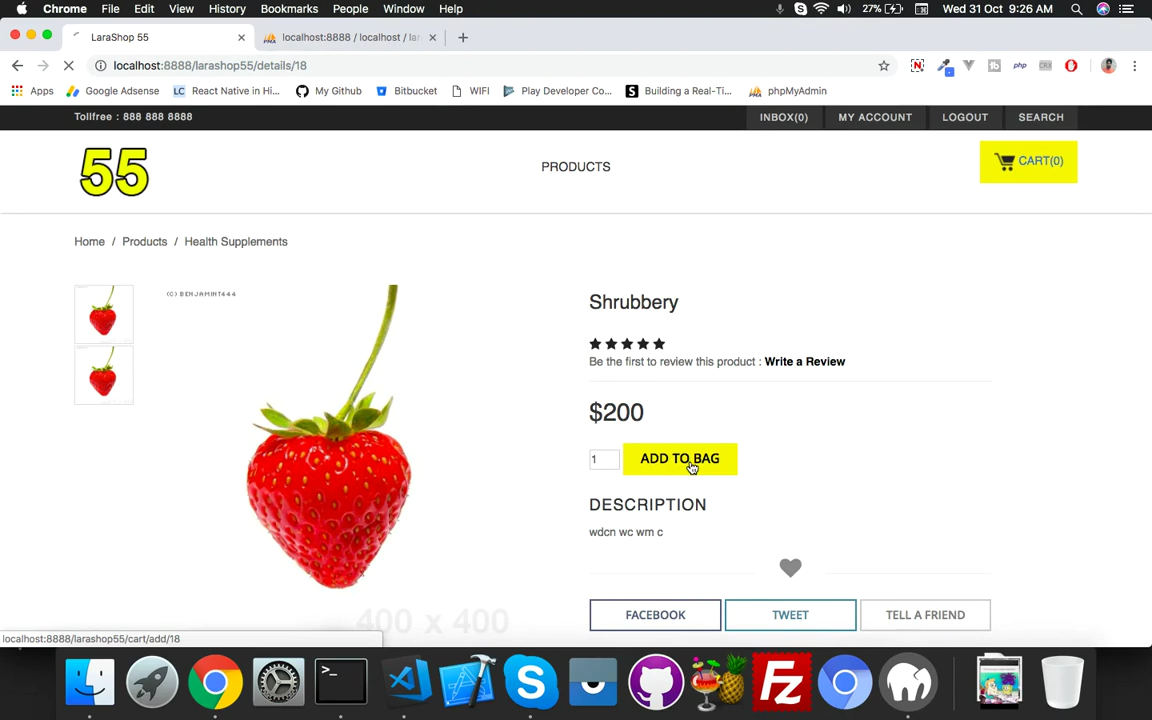 Chrome File Edit View History Bookmarks People Window Help 27% Wed 31 Oct 9:26 AM
LaraShop 55
localhost:8888 / localhost / lar
localhost:8888/larashop55/details/18
Apps Google Adsense React Native in Hi... My Github Bitbucket WIFI Play Developer Co... Building a Real-Ti... phpMyAdmin
Tollfree : 888 888 8888 INBOX(0) MY ACCOUNT LOGOUT SEARCH
55 PRODUCTS CART(0)
Home / Products / Health Supplements
(C) BENJAMINT444
Shrubbery
Be the first to review this product : Write a Review
$200
1 ADD TO BAG
DESCRIPTION
wdcn wc wm c
400 x 400
FACEBOOK TWEET TELL A FRIEND
localhost:8888/larashop55/cart/add/18